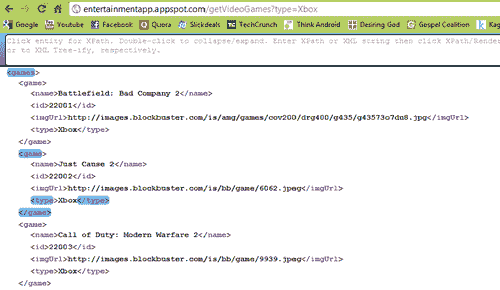 entertainmentapp.appspot.com/getVideoGames?type=Xbox
Yahoo Youtube Facebook Quora Slickdeals TechCrunch Think Android Desiring God Gospel Coalition Kag
Click entity for XPath. Double-click to collapse/expand. Enter XPath or XML string then click XPath/Rende
or to XML Tree-ify, respectively.
<games>
<game>
<name>Battlefield: Bad Company 2</name>
<id>22001</id>
<imgUrl>http://images.blockbuster.com/is/amg/games/cov200/drg400/g435/g43573o7du8.jpg</imgUrl>
<type>Xbox</type>
</game>
<game>
<name>Just Cause 2</name>
<id>22002</id>
<imgUrl>http://images.blockbuster.com/is/bb/game/6062.jpeg</imgUrl>
<type>Xbox</type>
</game>
<game>
<name>Call of Duty: Modern Warfare 2</name>
<id>22003</id>
<imgUrl>http://images.blockbuster.com/is/bb/game/9939.jpeg</imgUrl>
<type>Xbox</type>
</game>